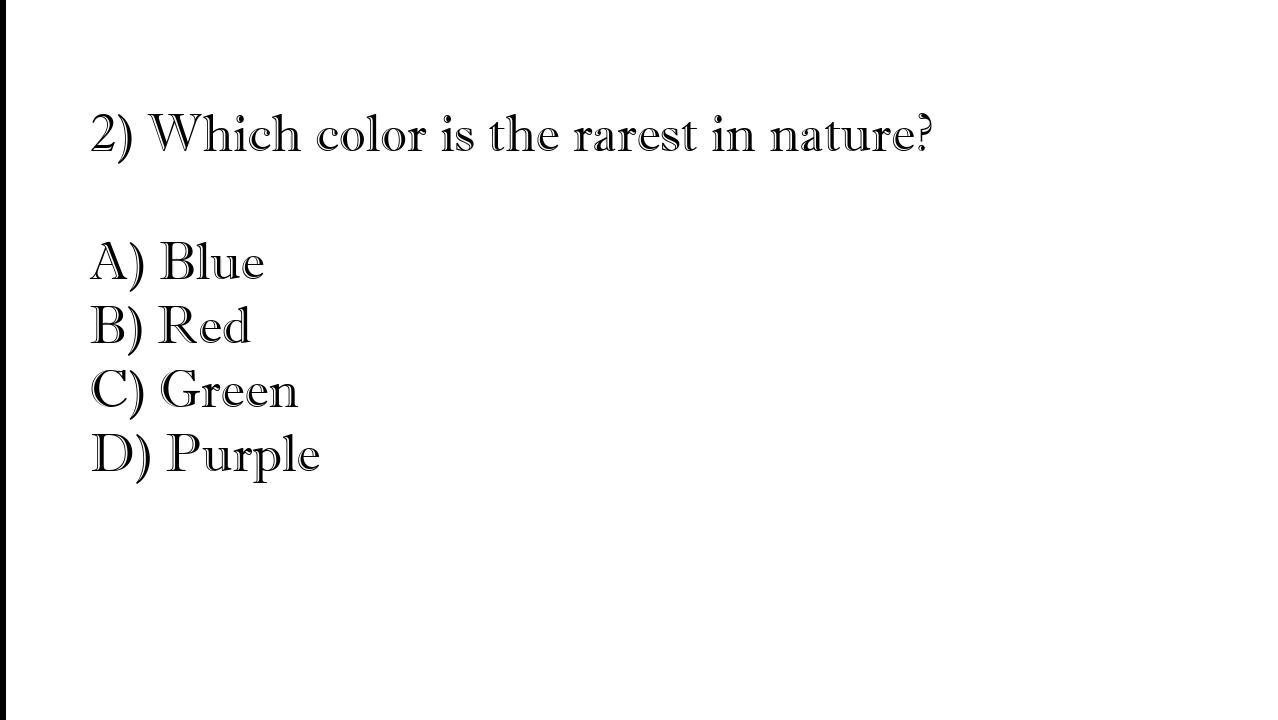 2) Which color is the rarest in nature?
A) Blue
B) Red
C) Green
D) Purple